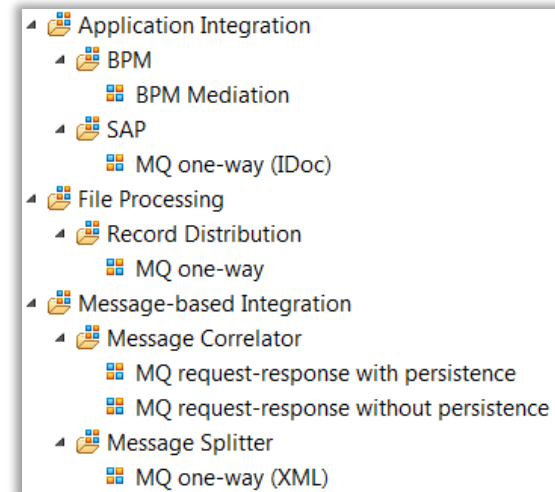 Application Integration
BPM
BPM Mediation
SAP
MQ one-way (IDoc)
File Processing
Record Distribution
MQ one-way
Message-based Integration
Message Correlator
MQ request-response with persistence
MQ request-response without persistence
Message Splitter
MQ one-way (XML)